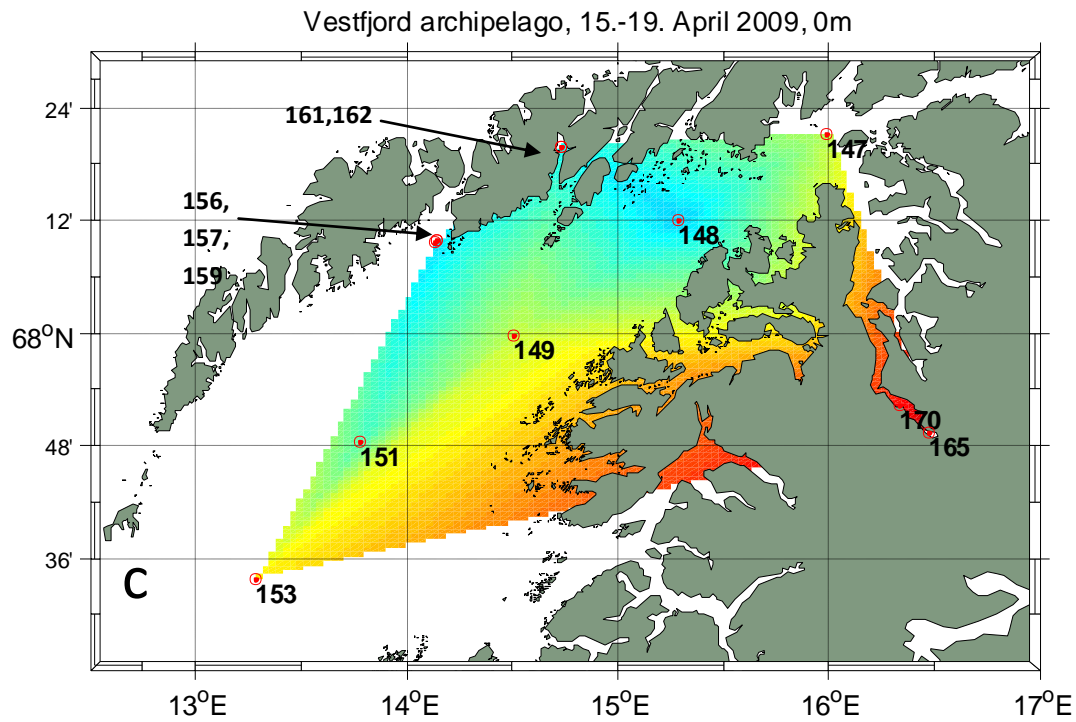 Vestfjord archipelago, 15.-19. April 2009, 0m
24'
161,162
147
12'
156,
157,
159
148
68°N
149
170
165
48'
151
36'
C
153
13°E
14°E
15°E
16°E
17°E